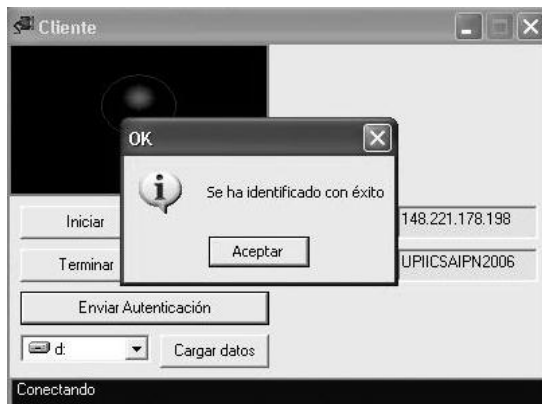 Cliente
OK
Se ha identificado con éxito
Aceptar
Iniciar
148.221.178.198
Terminar
UPIICSAIPN2006
Enviar Autenticación
d:
Cargar datos
Conectando